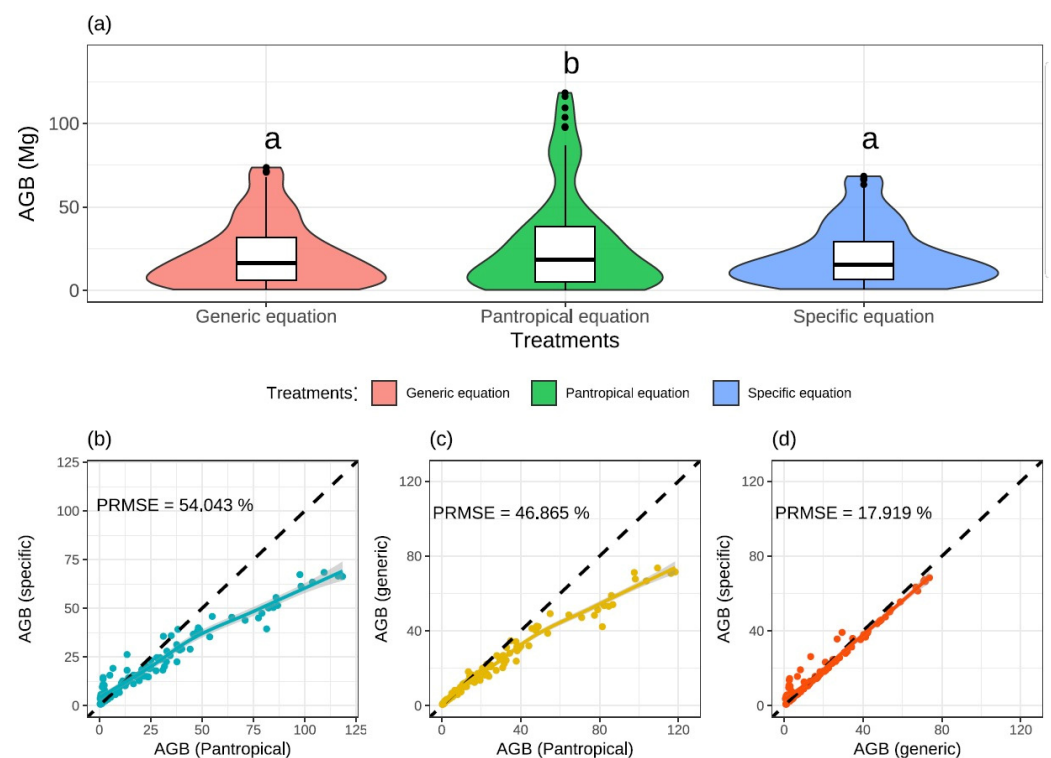 (a)
b
a
a
AGB (Mg)
100
50
0
Generic equation
Pantropical equation
Specific equation
Treatments
Treatments:
Generic equation
Pantropical equation
Specific equation
(b)
PRMSE = 54,043 %
AGB (specific)
125
100
75
50
25
0
0
25
50
75
100
125
AGB (Pantropical)
(c)
PRMSE = 46.865 %
AGB (generic)
120
80
40
0
0
40
80
120
AGB (Pantropical)
(d)
PRMSE = 17.919 %
AGB (specific)
120
80
40
0
0
40
80
120
AGB (generic)